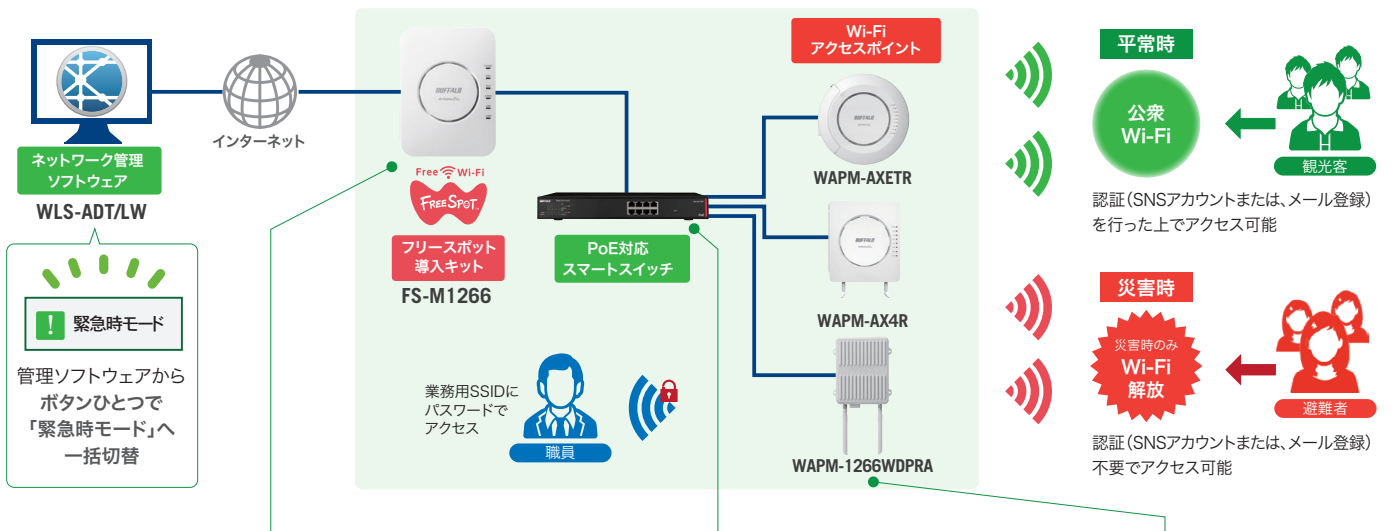 ネットワーク管理
ソフトウェア
WLS-ADT/LW
!
緊急時モード
管理ソフトウェアから
ボタンひとつで
「緊急時モード」へ
一括切替
インターネット
BUFFALO
Free Wi-Fi
FREESPOT
フリースポット
導入キット
FS-M1266
PoE対応
スマートスイッチ
業務用SSIDに
パスワードで
アクセス
職員
Wi-Fi
アクセスポイント
BUFFALO
WAPM-AXETR
BUFFALO
WAPM-AX4R
WAPM-1266WDPRA
平常時
公衆
Wi-Fi
観光客
認証(SNSアカウントまたは、メール登録)
を行った上でアクセス可能
災害時
災害時のみ
Wi-Fi
解放
避難者
認証(SNSアカウントまたは、メール登録)
不要でアクセス可能